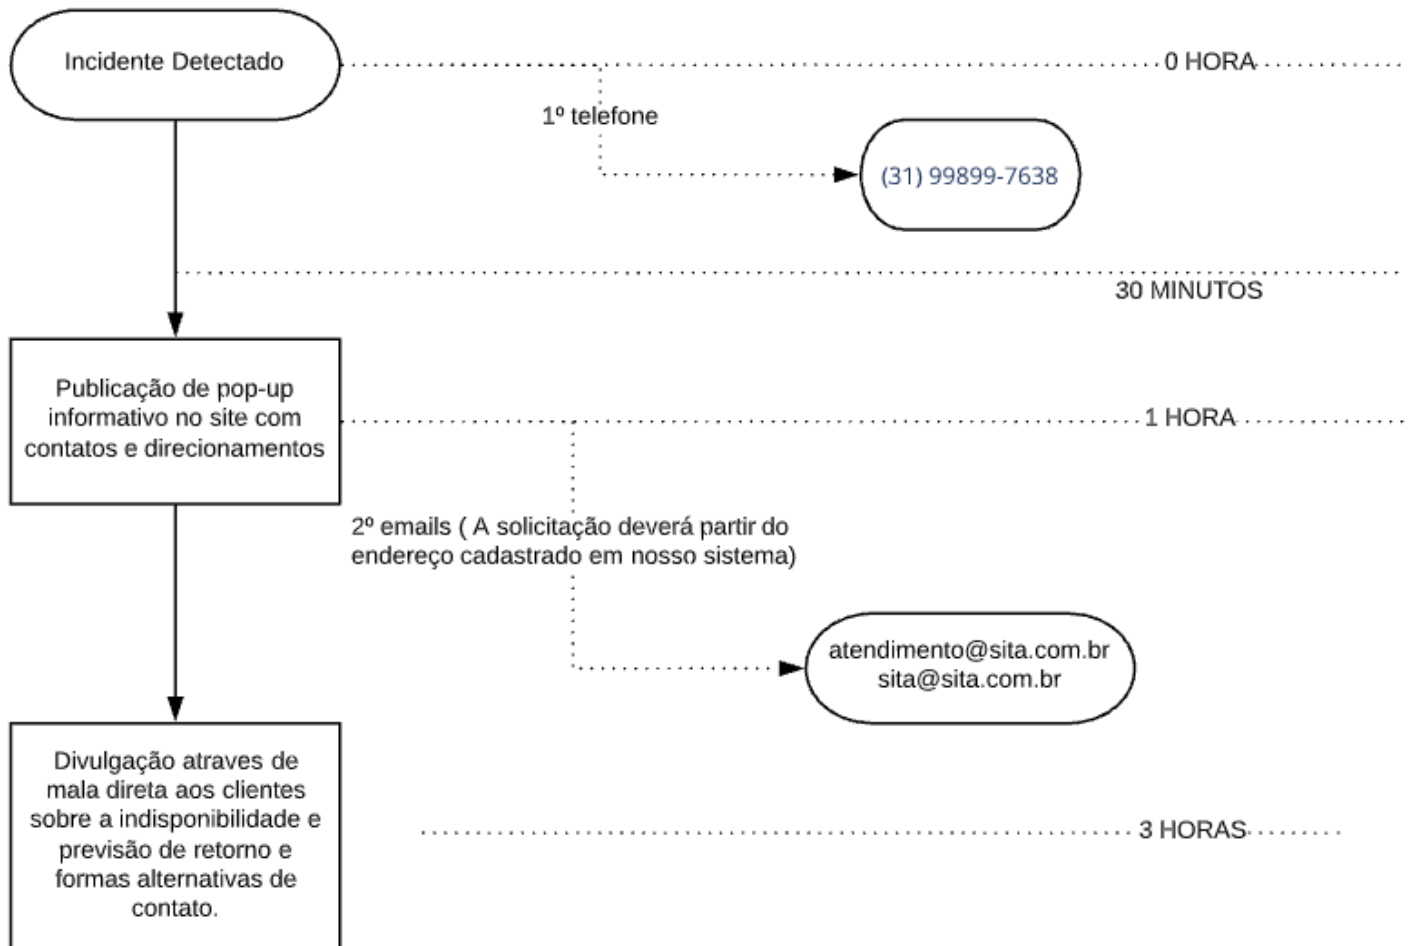 Incidente Detectado
0 HORA
1º telefone
(31) 99899-7638
30 MINUTOS
Publicação de pop-up
informativo no site com
contatos e direcionamentos
1 HORA
2º emails ( A solicitação deverá partir do
endereço cadastrado em nosso sistema)
atendimento@sita.com.br
sita@sita.com.br
Divulgação atraves de
mala direta aos clientes
sobre a indisponibilidade e
previsão de retorno e
formas alternativas de
contato.
3 HORAS